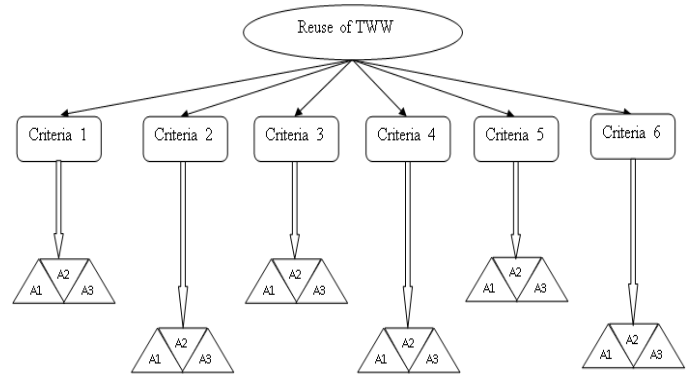 Reuse of TWW
Criteria 1
Criteria 2
Criteria 3
Criteria 4
Criteria 5
Criteria 6
A1 A2 A3
A1 A2 A3
A1 A2 A3
A1 A2 A3
A1 A2 A3
A1 A2 A3